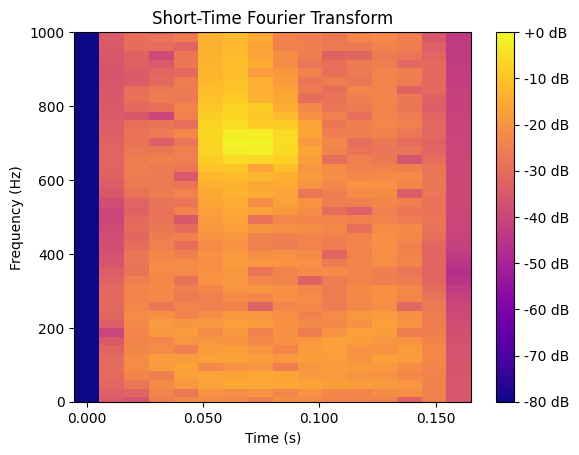 Short-Time Fourier Transform
Frequency (Hz)
1000
800
600
400
200
0
0.000
0.050
0.100
0.150
Time (s)
+0 dB
-10 dB
-20 dB
-30 dB
-40 dB
-50 dB
-60 dB
-70 dB
-80 dB